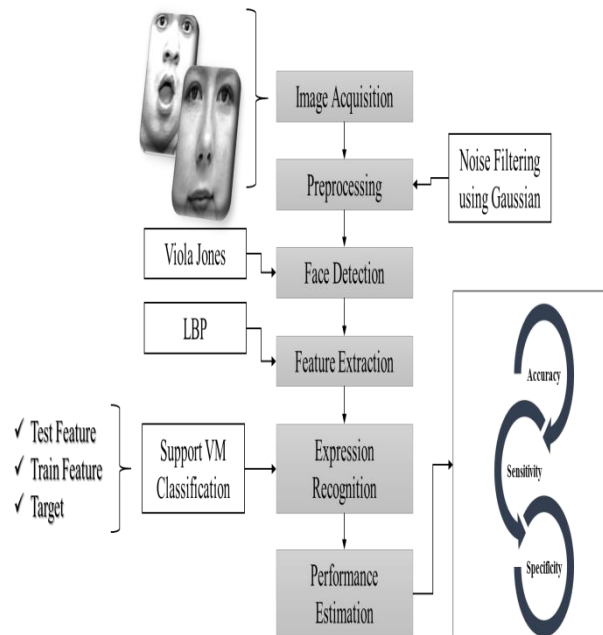 Image Acquisition
Noise Filtering
using Gaussian
Preprocessing
Viola Jones
Face Detection
LBP
Feature Extraction
Accuracy
✓ Test Feature
✓ Train Feature
✓ Target
Support VM
Classification
Expression
Recognition
Sensitivity
Performance
Estimation
Specificity